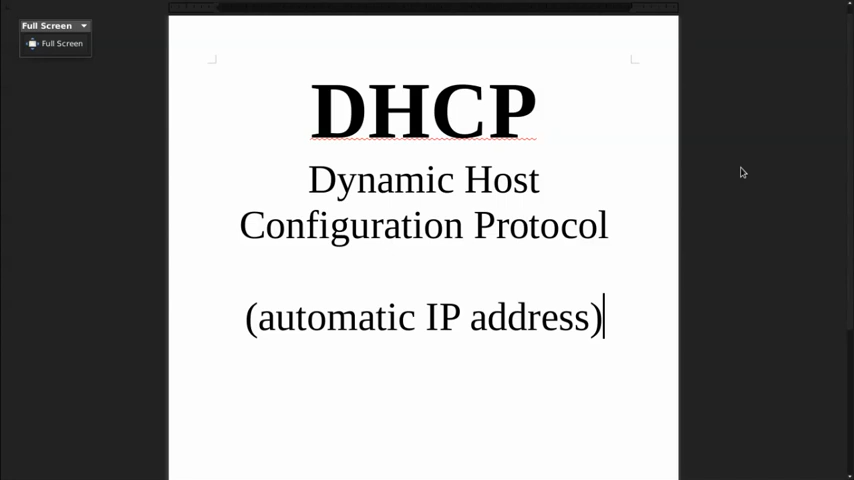 Full Screen
Full Screen
DHCP
Dynamic Host
Configuration Protocol
(automatic IP address)